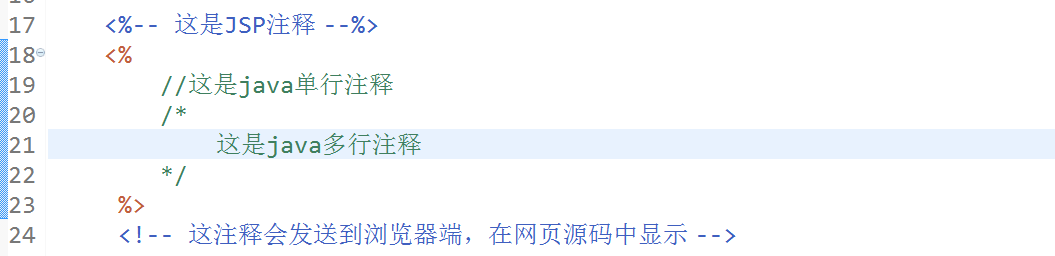 17 <%-- 这是JSP注释 --%>
18 <%
19 //这是java单行注释
20 /*
21 这是java多行注释
22 */
23 %>
24 <!-- 这注释会发送到浏览器端，在网页源码中显示 -->